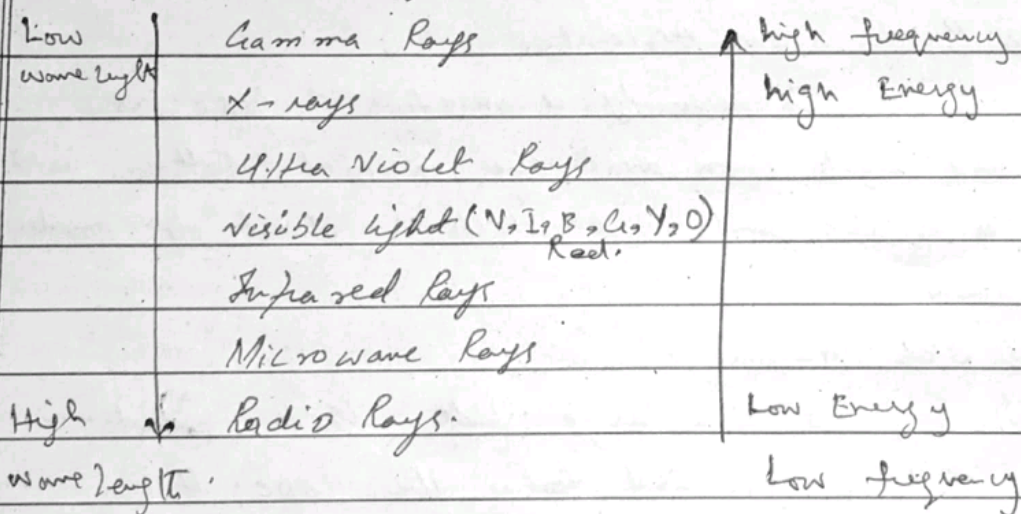 Low Gamma Rays high frequency
wave length high Energy
X-rays
Ultra Violet Rays
Visible light (V, I, B, G, Y, O)
Red.
Infrared Rays
Microwave Rays
High Radio Rays. Low Energy
wave length. Low frequency